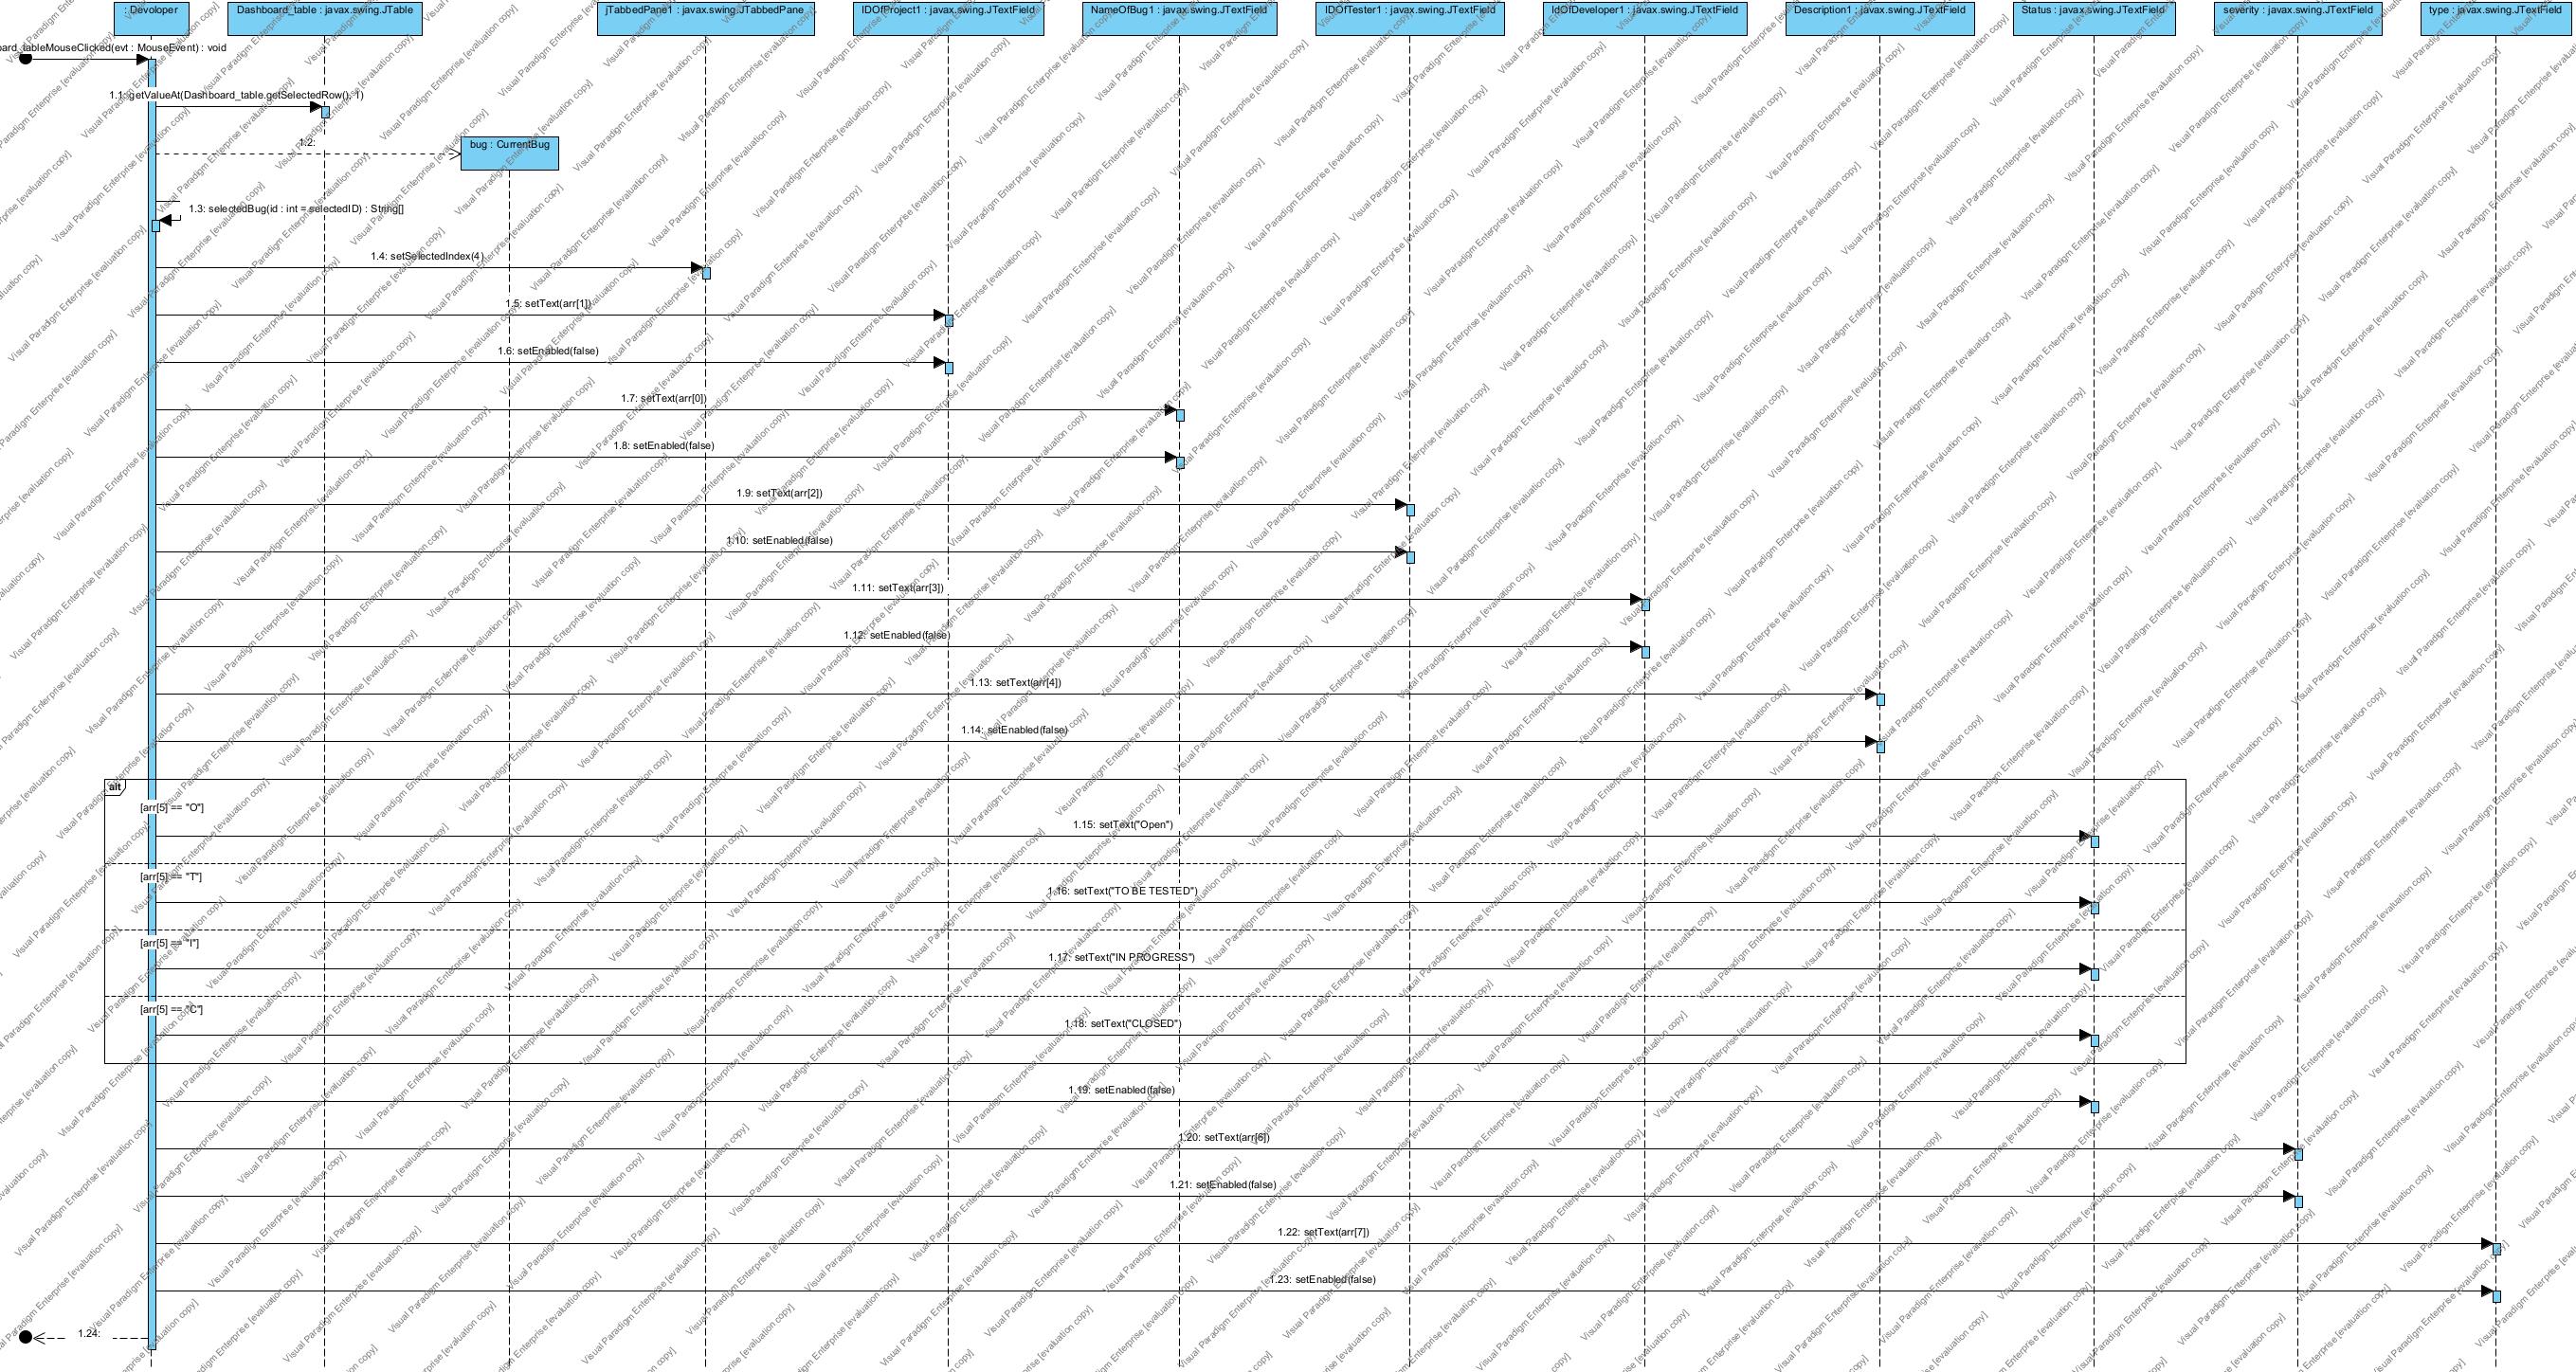 : Devoloper
Dashboard_table : javax.swing.JTable
jTabbedPane1 : javax.swing.JTabbedPane
IDOfProject1 : javax.swing.JTextField
NameOfBug1 : javax.swing.JTextField
IDOfTester1 : javax.swing.JTextField
IdOfDeveloper1 : javax.swing.JTextField
Description1 : javax.swing.JTextField
Status : javax.swing.JTextField
severity : javax.swing.JTextField
type : javax.swing.JTextField
oard_tableMouseClicked(evt : MouseEvent) : void
1.1: getValueAt(Dashboard_table.getSelectedRow(), 1)
1.2:
bug : CurrentBug
1.3: selectedBug(id : int = selectedID) : String[]
1.4: setSelectedIndex(4)
1.5: setText(arr[1])
1.6: setEnabled(false)
1.7: setText(arr[0])
1.8: setEnabled(false)
1.9: setText(arr[2])
1.10: setEnabled(false)
1.11: setText(arr[3])
1.12: setEnabled(false)
1.13: setText(arr[4])
1.14: setEnabled(false)
alt
[arr[5] == "O"]
1.15: setText("Open")
[arr[5] == "T"]
1.16: setText("TO BE TESTED")
[arr[5] == "I"]
1.17: setText("IN PROGRESS")
[arr[5] == "C"]
1.18: setText("CLOSED")
1.19: setEnabled(false)
1.20: setText(arr[6])
1.21: setEnabled(false)
1.22: setText(arr[7])
1.23: setEnabled(false)
1.24:
Visual Paradigm Enterprise [evaluation copy]